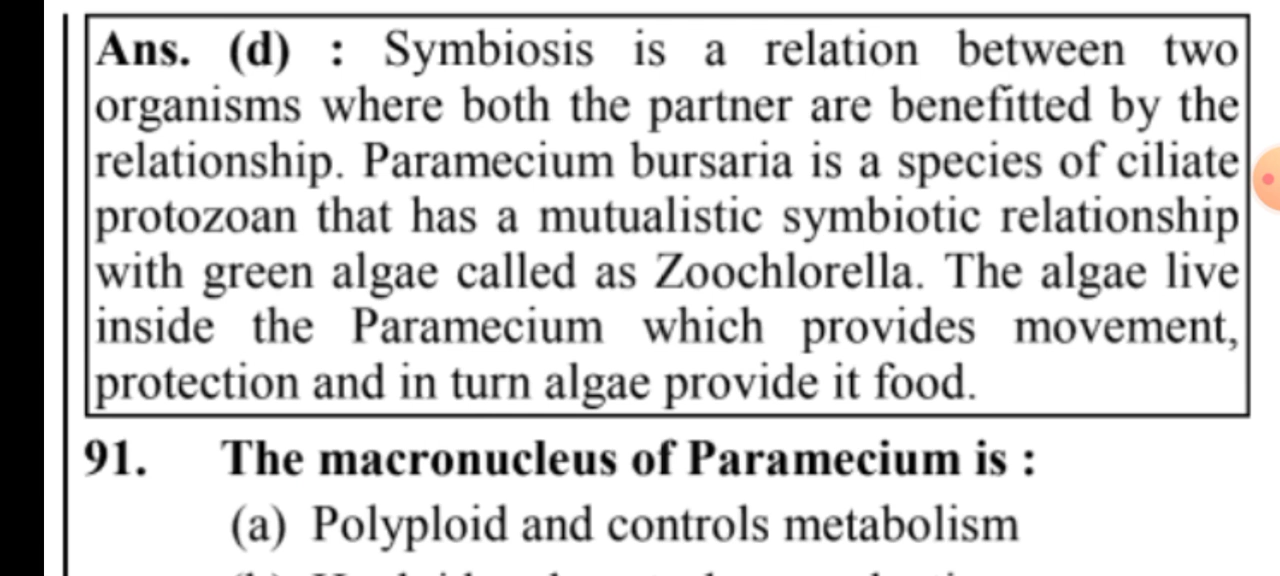 Ans. (d) : Symbiosis is a relation between two
organisms where both the partner are benefitted by the
relationship. Paramecium bursaria is a species of ciliate
protozoan that has a mutualistic symbiotic relationship
with green algae called as Zoochlorella. The algae live
inside the Paramecium which provides movement,
protection and in turn algae provide it food.
91. The macronucleus of Paramecium is :
(a) Polyploid and controls metabolism